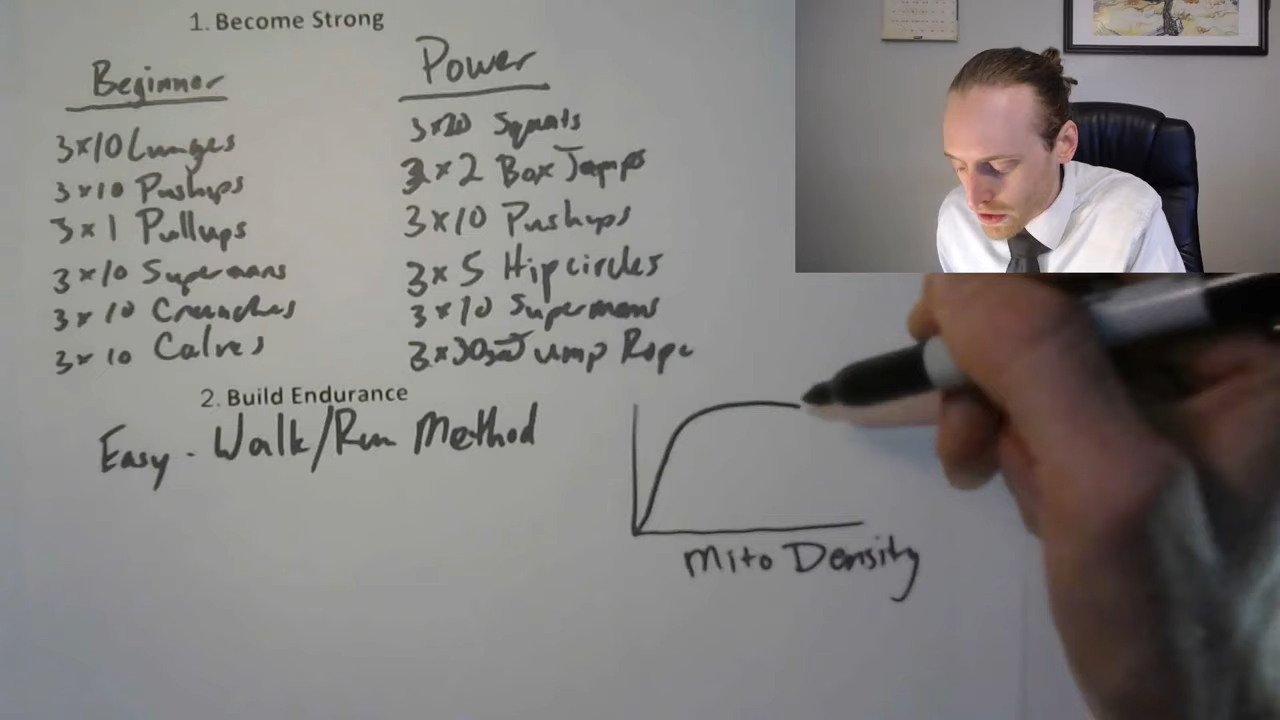 1. Become Strong
Beginner
3x10 Lunges
3x10 Pushups
3x1 Pullups
3x10 Supermans
3x10 Crunches
3x10 Calves
Power
3x20 Squats
3x2 Box Jumps
3x10 Pushups
3x5 Hipcircles
3x10 Supermans
3x30sec Jump Rope
2. Build Endurance
Easy - Walk/Run Method
Mito Density